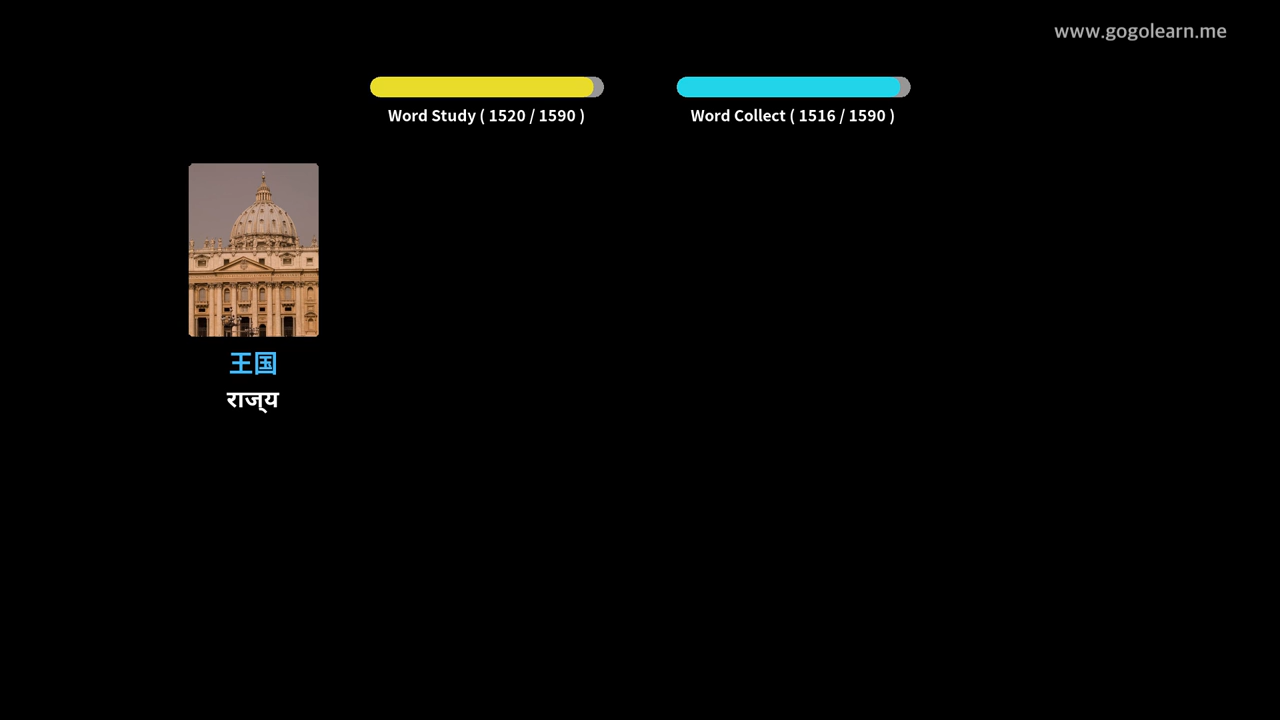 www.gogolearn.me
Word Study ( 1520 / 1590 )
Word Collect ( 1516 / 1590 )
王国
राज्य